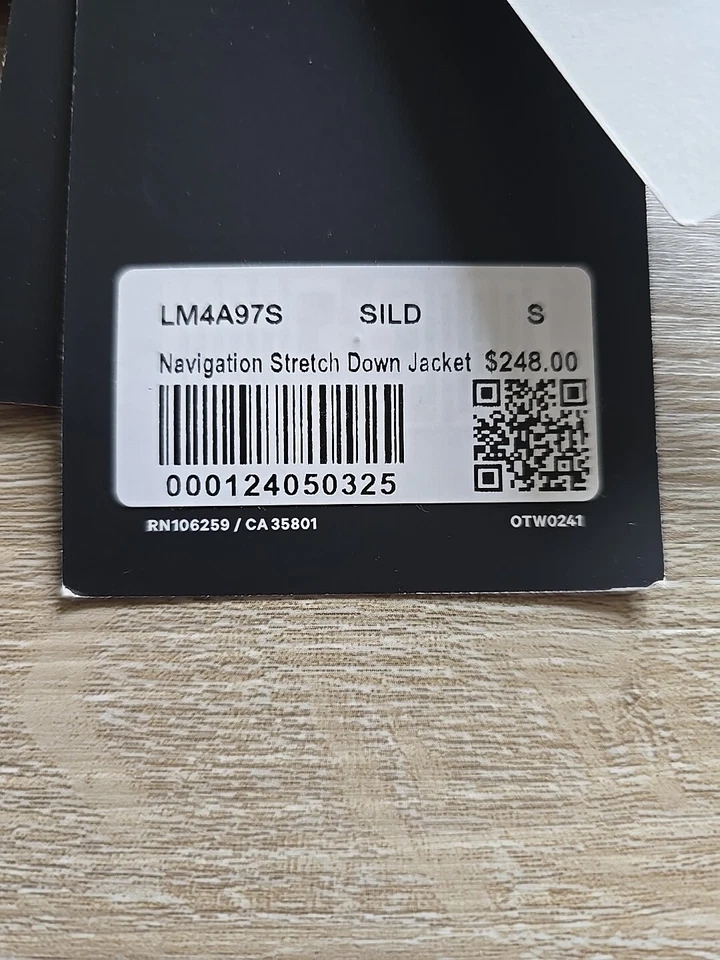 LM4A97S SILD S
Navigation Stretch Down Jacket $248.00
000124050325
RN106259 / CA 35801 OTW0241